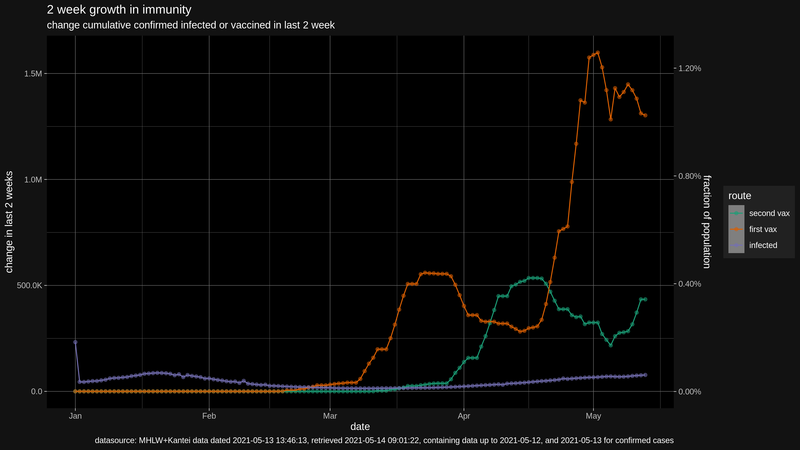 2 week growth in immunity
change cumulative confirmed infected or vaccined in last 2 week
change in last 2 weeks
1.5M
1.0M
500.0K
0.0
1.20%
0.80%
0.40%
0.00%
fraction of population
route
second vax
first vax
infected
Jan Feb Mar Apr May
date
datasource: MHLW+Kantei data dated 2021-05-13 13:46:13, retrieved 2021-05-14 09:01:22, containing data up to 2021-05-12, and 2021-05-13 for confirmed cases